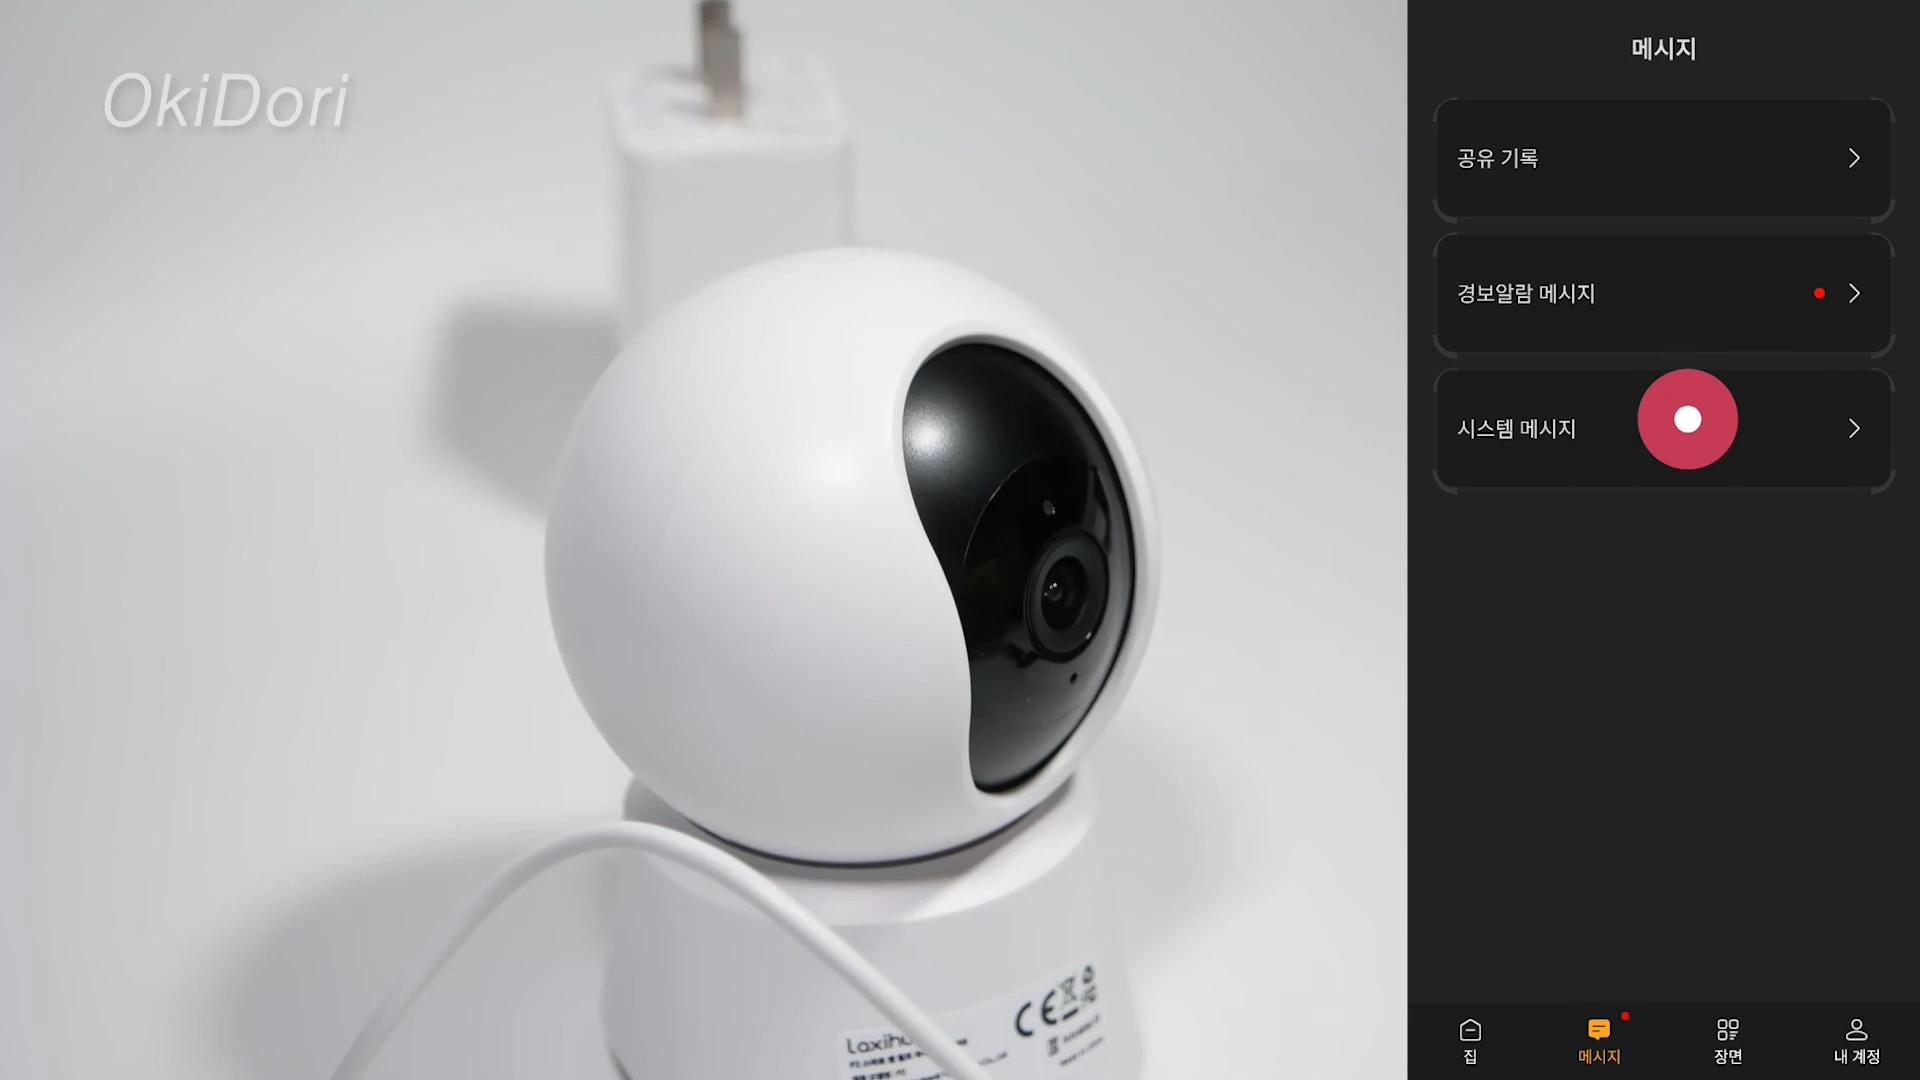 OkiDori
메시지
공유 기록
경보알람 메시지
시스템 메시지
집
메시지
장면
내 계정
CE